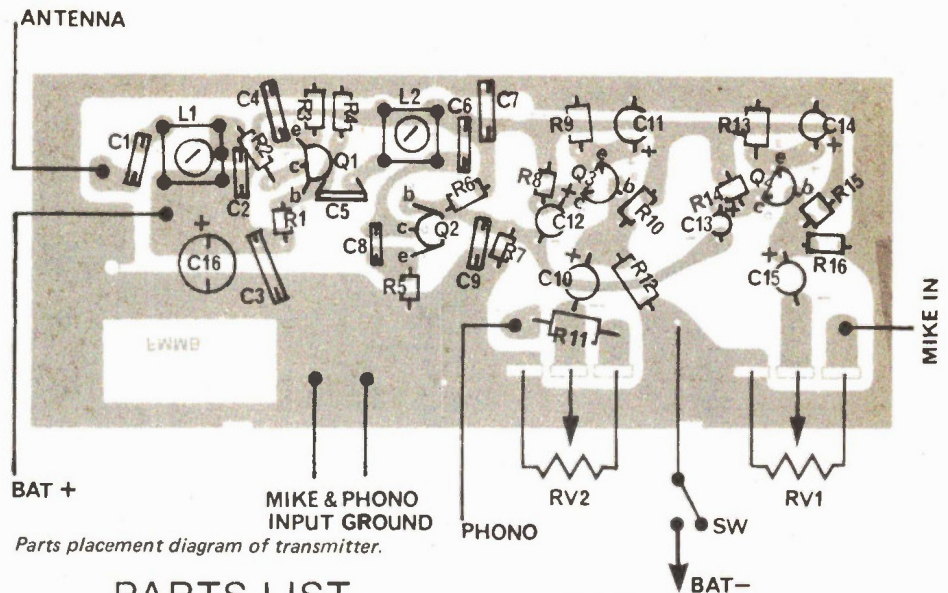 ANTENNA
C1
L1
C4
R2
C2
R3
R4
e
c
b
Q1
C5
R1
L2
C6
C7
R6
b
c
e
Q2
C8
R5
C9
R7
R9
C11
+
R8
+
C12
e
Q3
c
b
R10
+
C10
R12
R11
R13
C14
+
R14
+
C13
e
Q4
c
b
R15
R16
+
C15
+
C16
C3
EWWB
MIKE IN
BAT +
MIKE & PHONO
INPUT GROUND
PHONO
RV2
RV1
SW
BAT–
Parts placement diagram of transmitter.
PARTS LIST